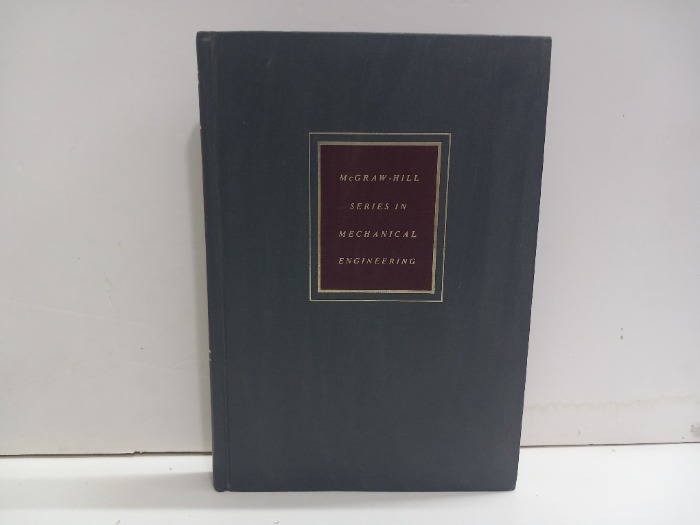 McGRAW-HILL
SERIES IN
MECHANICAL
ENGINEERING